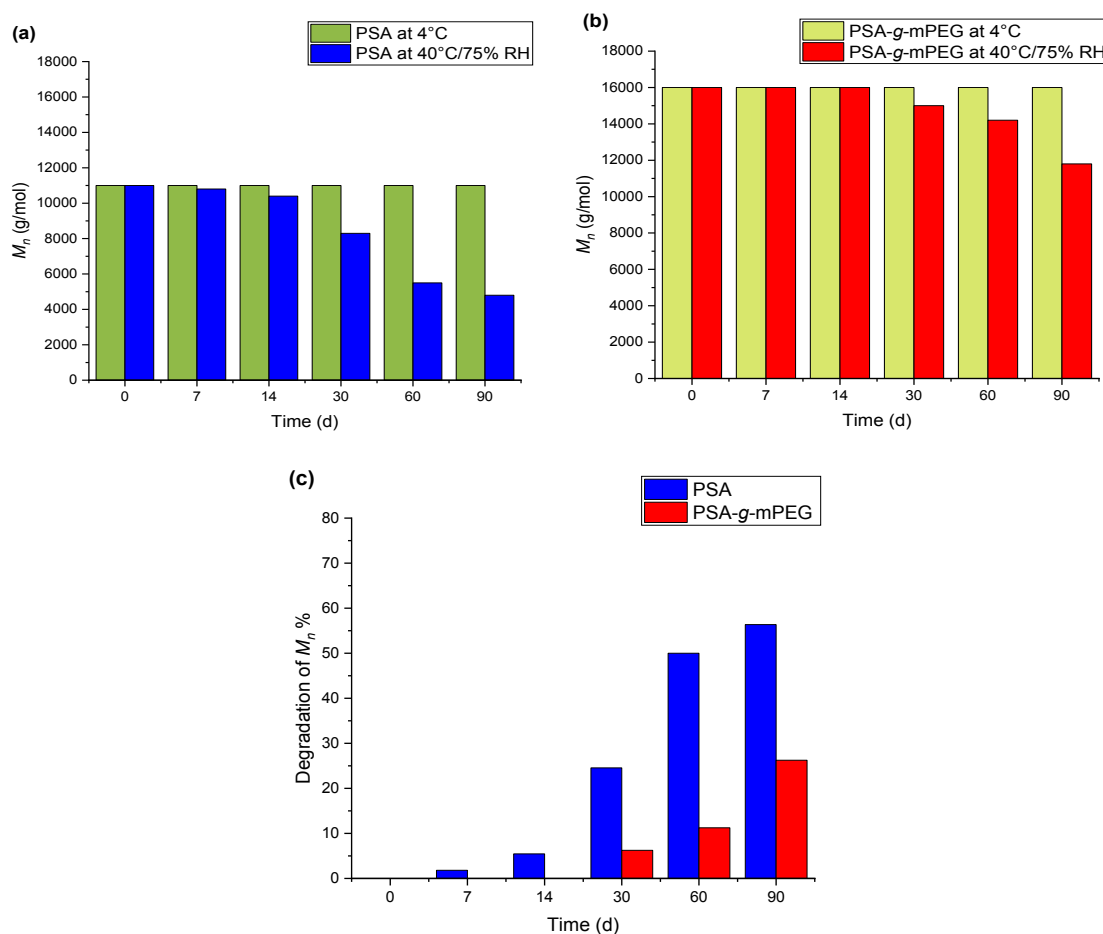 (a)
PSA at 4°C
PSA at 40°C/75% RH
18000
16000
14000
12000
10000
8000
6000
4000
2000
0
Mn (g/mol)
0 7 14 30 60 90
Time (d)
(b)
PSA-g-mPEG at 4°C
PSA-g-mPEG at 40°C/75% RH
18000
16000
14000
12000
10000
8000
6000
4000
2000
0
Mn (g/mol)
0 7 14 30 60 90
Time (d)
(c)
PSA
PSA-g-mPEG
80
70
60
50
40
30
20
10
0
Degradation of Mn %
0 7 14 30 60 90
Time (d)